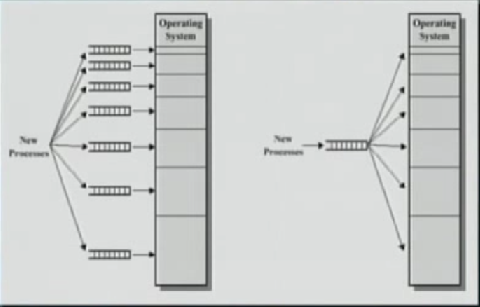 Operating
System
New
Processes
Operating
System
New
Processes